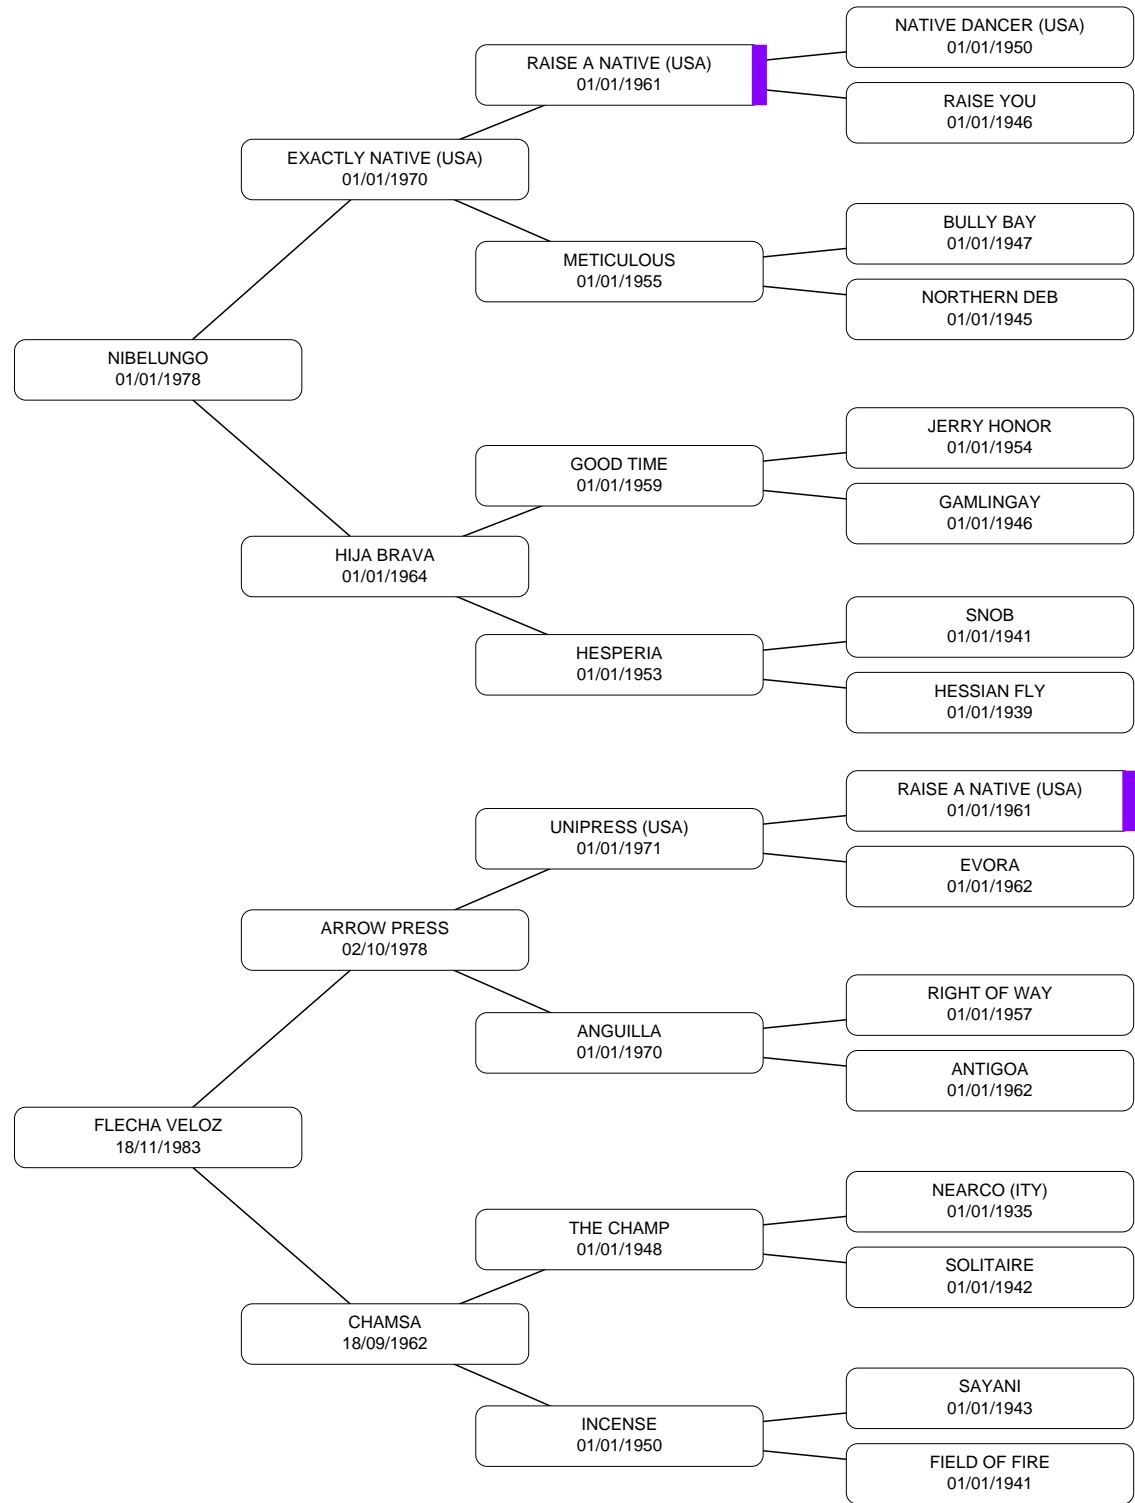 NATIVE DANCER (USA)
01/01/1950
RAISE A NATIVE (USA)
01/01/1961
RAISE YOU
01/01/1946
EXACTLY NATIVE (USA)
01/01/1970
BULLY BAY
01/01/1947
METICULOUS
01/01/1955
NORTHERN DEB
01/01/1945
NIBELUNGO
01/01/1978
JERRY HONOR
01/01/1954
GOOD TIME
01/01/1959
GAMLINGAY
01/01/1946
HIJA BRAVA
01/01/1964
SNOB
01/01/1941
HESPERIA
01/01/1953
HESSIAN FLY
01/01/1939
RAISE A NATIVE (USA)
01/01/1961
UNIPRESS (USA)
01/01/1971
EVORA
01/01/1962
ARROW PRESS
02/10/1978
RIGHT OF WAY
01/01/1957
ANGUILLA
01/01/1970
ANTIGOA
01/01/1962
FLECHA VELOZ
18/11/1983
NEARCO (ITY)
01/01/1935
THE CHAMP
01/01/1948
SOLITAIRE
01/01/1942
CHAMSA
18/09/1962
SAYANI
01/01/1943
INCENSE
01/01/1950
FIELD OF FIRE
01/01/1941